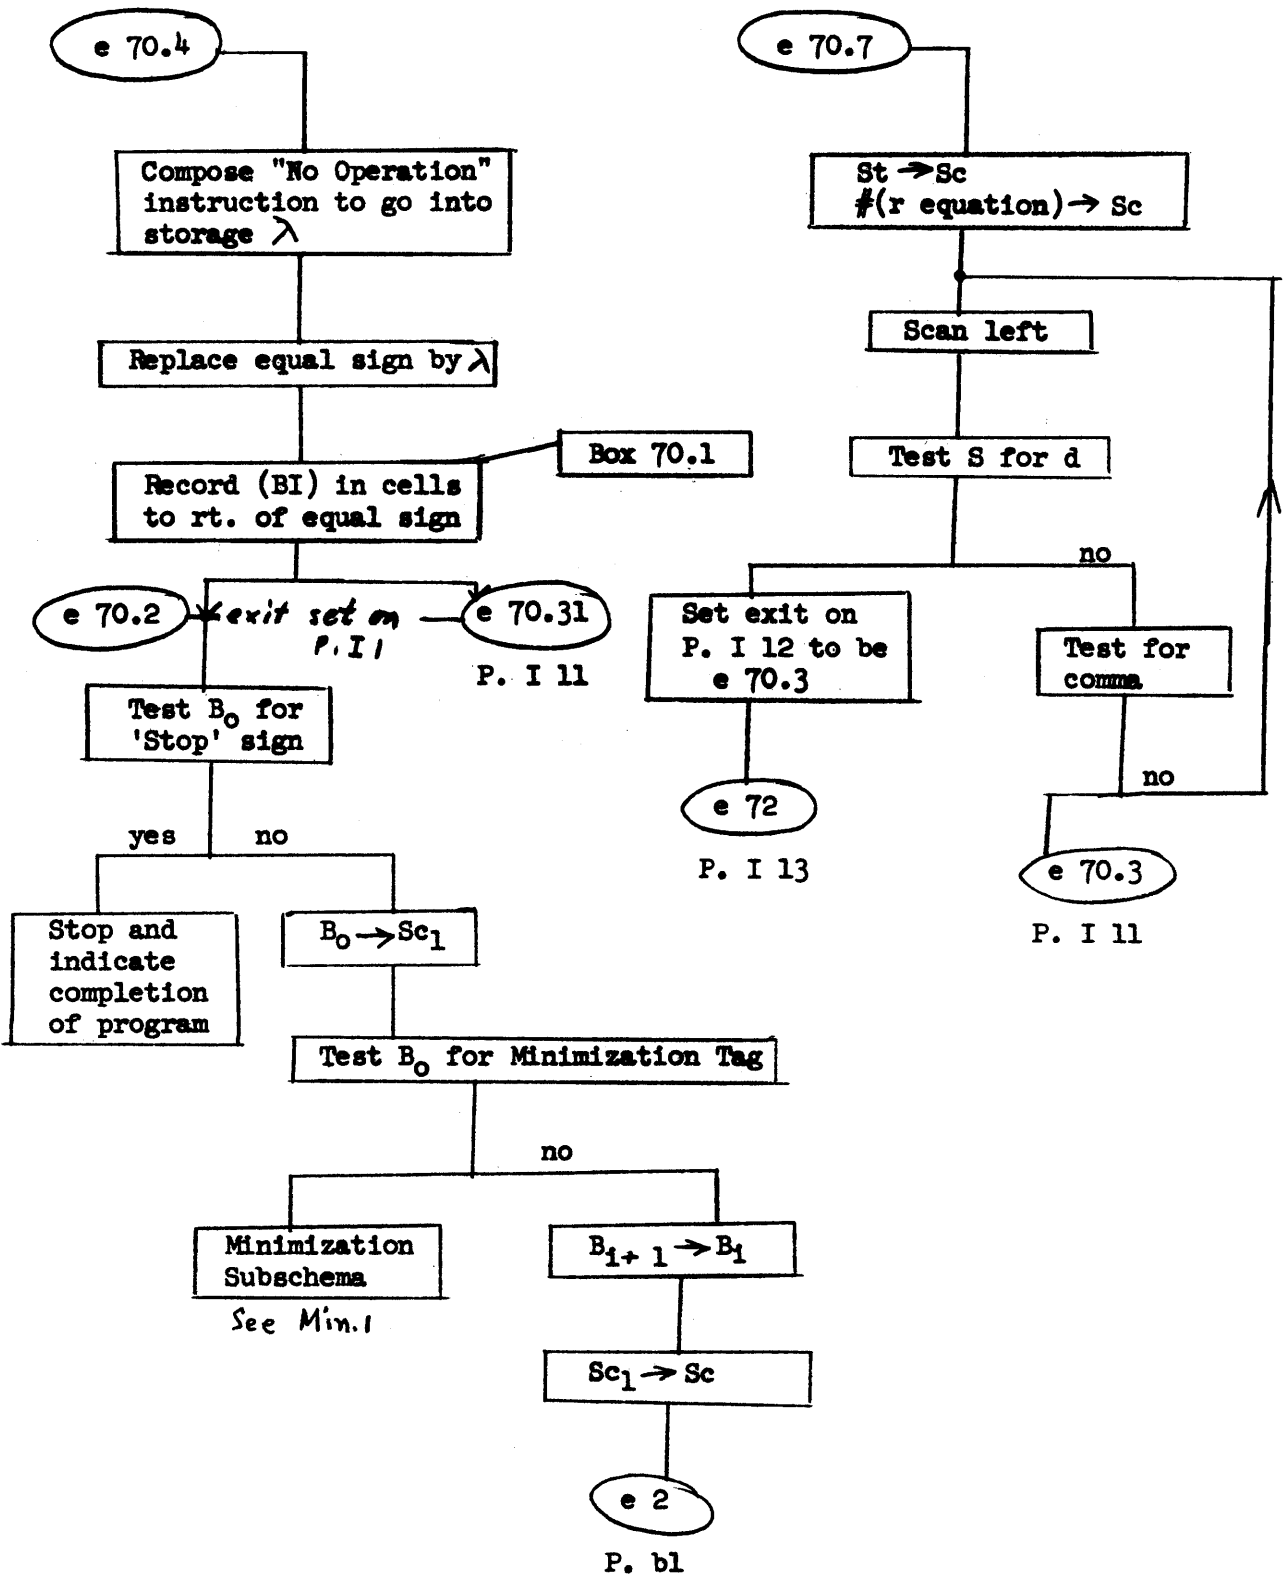 e 70.4
Compose "No Operation"
instruction to go into
storage λ
Replace equal sign by λ
Box 70.1
Record (BI) in cells
to rt. of equal sign
e 70.2
exit set on
P. I 1
e 70.31
P. I 11
Test B₀ for
'Stop' sign
yes
no
Stop and
indicate
completion
of program
B₀ → Sc₁
Test B₀ for Minimization Tag
no
Minimization
Subschema
See Min. 1
Bᵢ₊ ₁ → Bᵢ
Sc₁ → Sc
e 2
P. b1
e 70.7
St → Sc
#(r equation) → Sc
Scan left
Test S for d
no
Set exit on
P. I 12 to be
e 70.3
e 72
P. I 13
Test for
comma
no
e 70.3
P. I 11